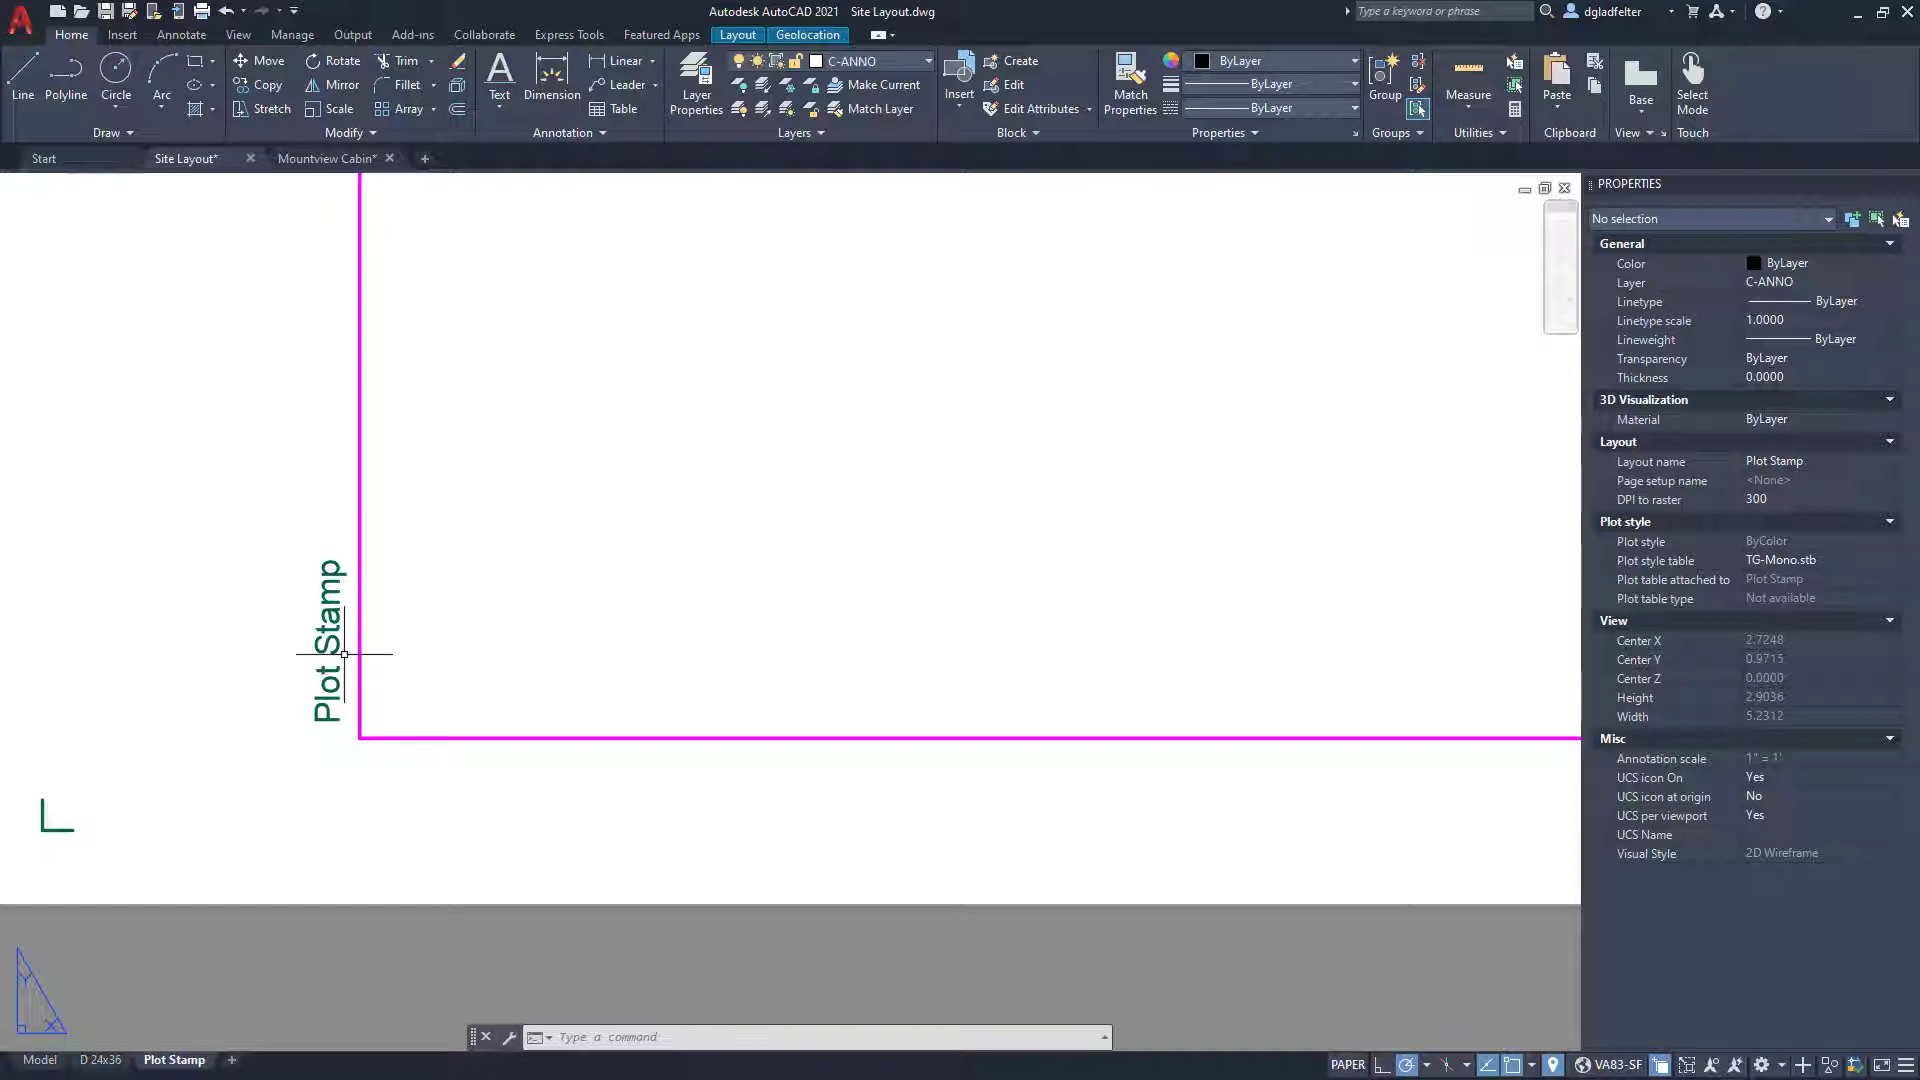 Autodesk AutoCAD 2021 Site Layout.dwg
Type a keyword or phrase
dgladfelter
Home Insert Annotate View Manage Output Add-ins Collaborate Express Tools Featured Apps Layout Geolocation
Line Polyline Circle Arc
Move Rotate Trim
Copy Mirror Fillet
Stretch Scale Array
Text Dimension
Linear
Leader
Table
Layer Properties
C-ANNO
Make Current
Match Layer
Insert
Create
Edit
Edit Attributes
Match Properties
ByLayer
ByLayer
ByLayer
Group
Measure
Paste
Base
Select Mode
Draw Modify Annotation Layers Block Properties Groups Utilities Clipboard View Touch
Start Site Layout* Mountview Cabin*
Plot Stamp
PROPERTIES
No selection
General
Color ByLayer
Layer C-ANNO
Linetype ByLayer
Linetype scale 1.0000
Lineweight ByLayer
Transparency ByLayer
Thickness 0.0000
3D Visualization
Material ByLayer
Layout
Layout name Plot Stamp
Page setup name <None>
DPI to raster 300
Plot style
Plot style ByColor
Plot style table TG-Mono.stb
Plot table attached to Plot Stamp
Plot table type Not available
View
Center X 2.7248
Center Y 0.9715
Center Z 0.0000
Height 2.9036
Width 5.2312
Misc
Annotation scale 1" = 1'
UCS icon On Yes
UCS icon at origin No
UCS per viewport Yes
UCS Name
Visual Style 2D Wireframe
Type a command
Model D 24x36 Plot Stamp
PAPER
VA83-SF